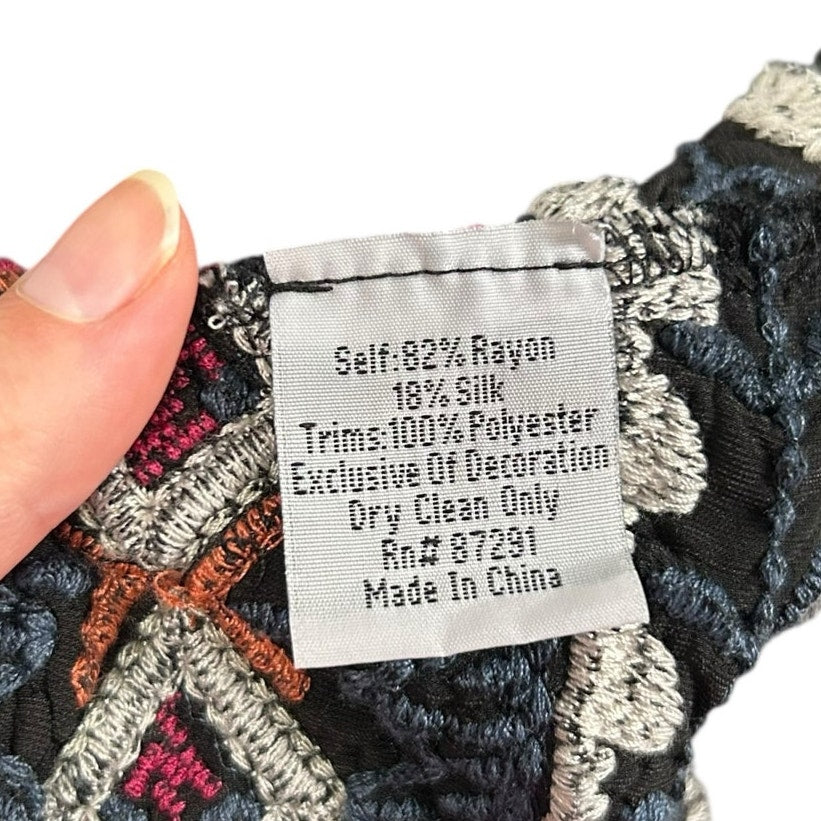 Self:82% Rayon
18% Silk
Trims:100% Polyester
Exclusive Of Decoration
Dry Clean Only
Rn# 87291
Made In China